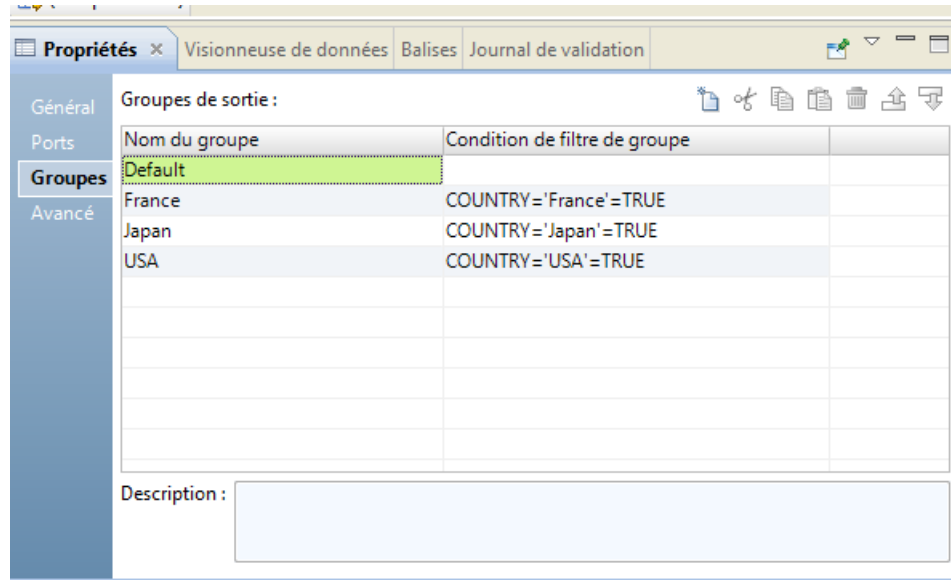 Propriétés Visionneuse de données Balises Journal de validation
Général
Ports
Groupes
Avancé
Groupes de sortie :
Nom du groupe Condition de filtre de groupe
Default
France COUNTRY='France'=TRUE
Japan COUNTRY='Japan'=TRUE
USA COUNTRY='USA'=TRUE
Description :